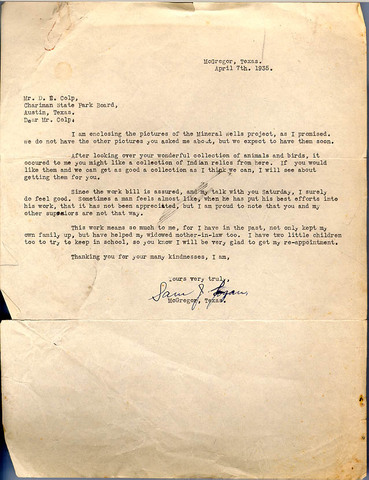 McGregor, Texas.
April 7th. 1935.
Mr. D. E. Colp,
Chariman State Park Board,
Austin, Texas.
Dear Mr. Colp;
I am enclosing the pictures of the Mineral Wells project, as I promised.
We do not have the other pictures you asked me about, but we expect to have them soon.
After looking over your wonderful collection of animals and birds, it
occured to me you might like a collection of Indian relics from here. If you would
like them and we can get as good a collection as I think we can, I will see about
getting them for you.
Since the work bill is assured, and my talk with you Saturday, I surely
do feel good. Sometimes a man feels almost like, when he has put his best efforts into
his work, that it has not been appreciated, but I am proud to note that you and my
other are not that way.
This work means so much to me, for I have in the past, not only kept my
own family up, but have helped my widowed mother-in-law too. I have two little children
too to try to keep in school, so you know I will be very glad to get my re-appointment.
Thanking you for your many kindnesses, I am,
Yours very truly,
Sam J.
McGregor, Texas.